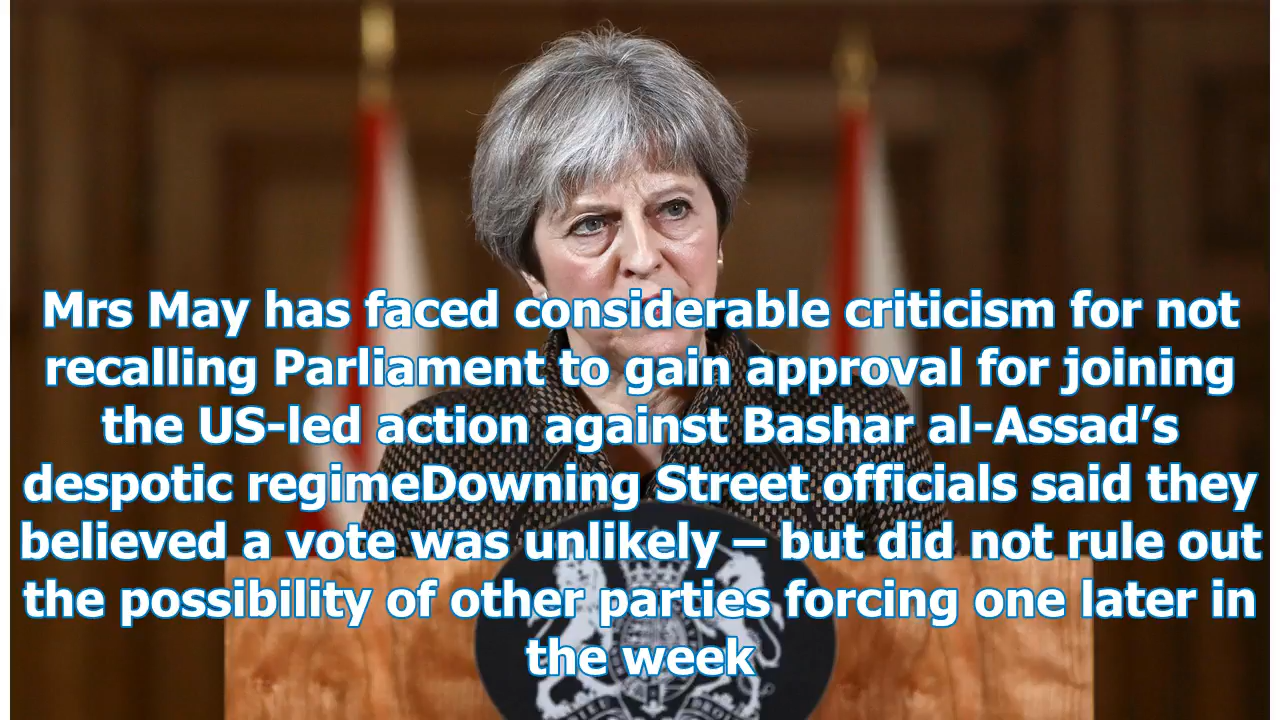 Mrs May has faced considerable criticism for not
recalling Parliament to gain approval for joining
the US-led action against Bashar al-Assad’s
despotic regimeDowning Street officials said they
believed a vote was unlikely – but did not rule out
the possibility of other parties forcing one later in
the week